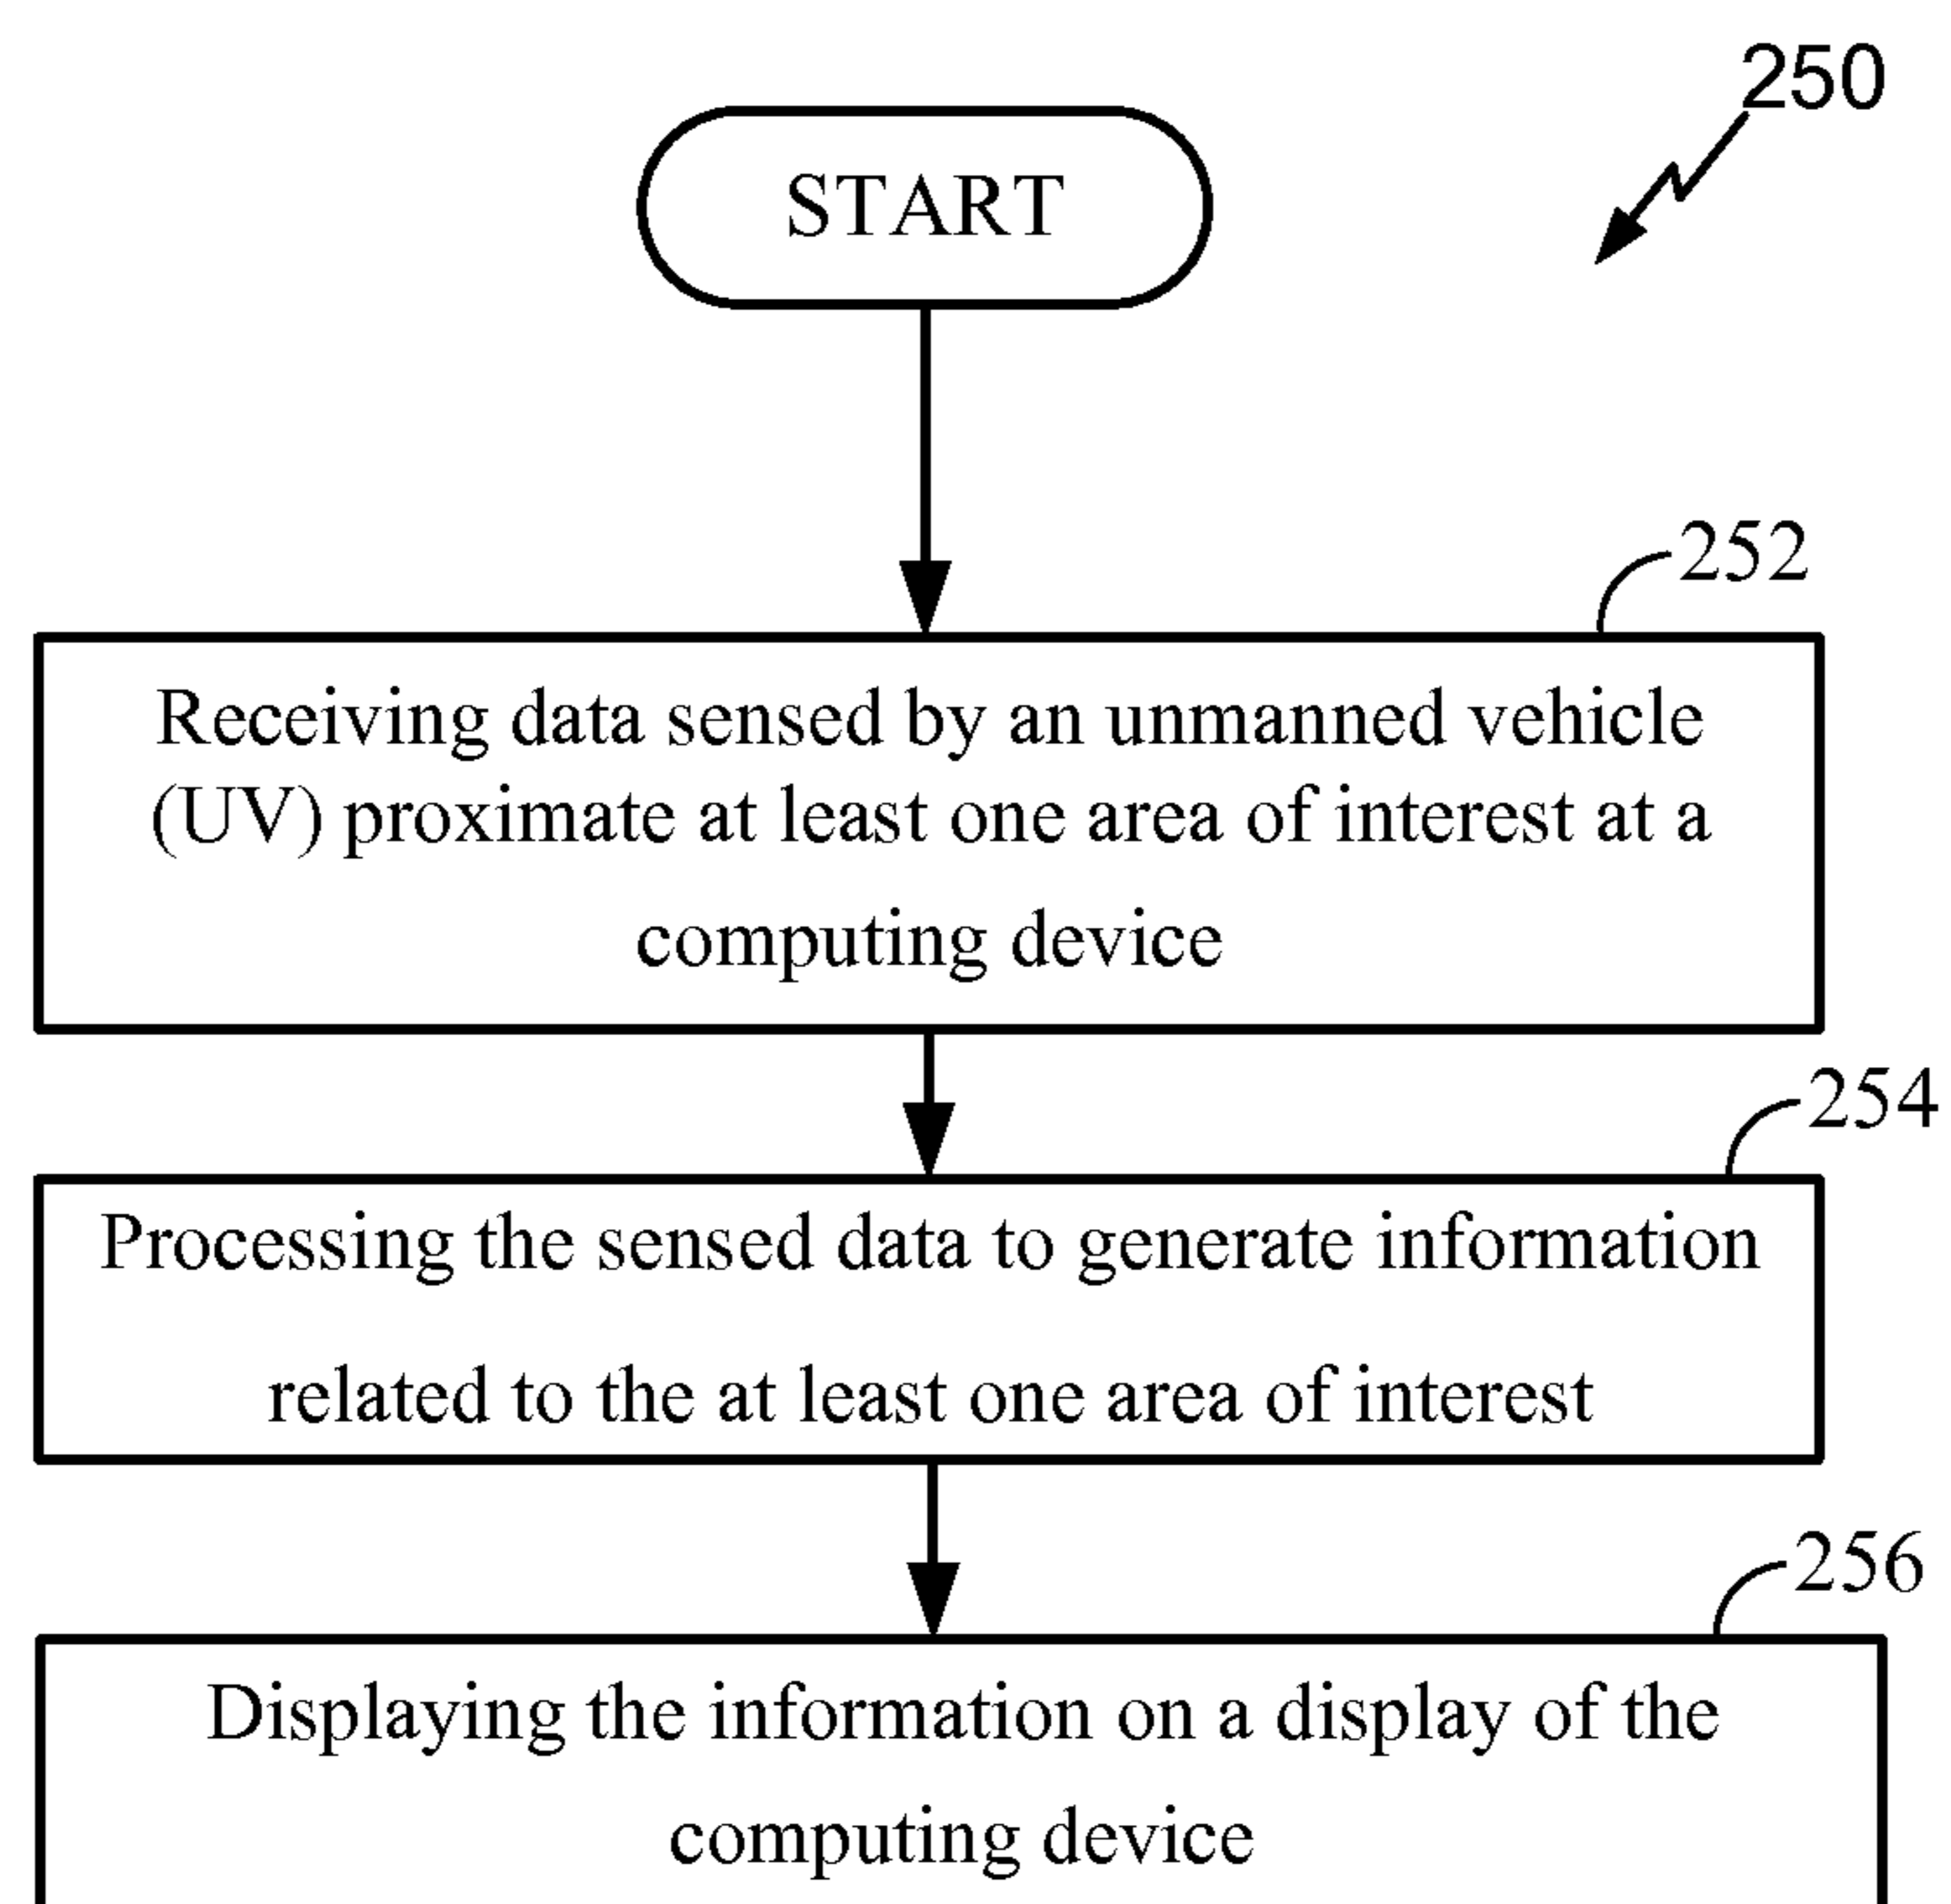 250
START
252
Receiving data sensed by an unmanned vehicle
(UV) proximate at least one area of interest at a
computing device
254
Processing the sensed data to generate information
related to the at least one area of interest
256
Displaying the information on a display of the
computing device